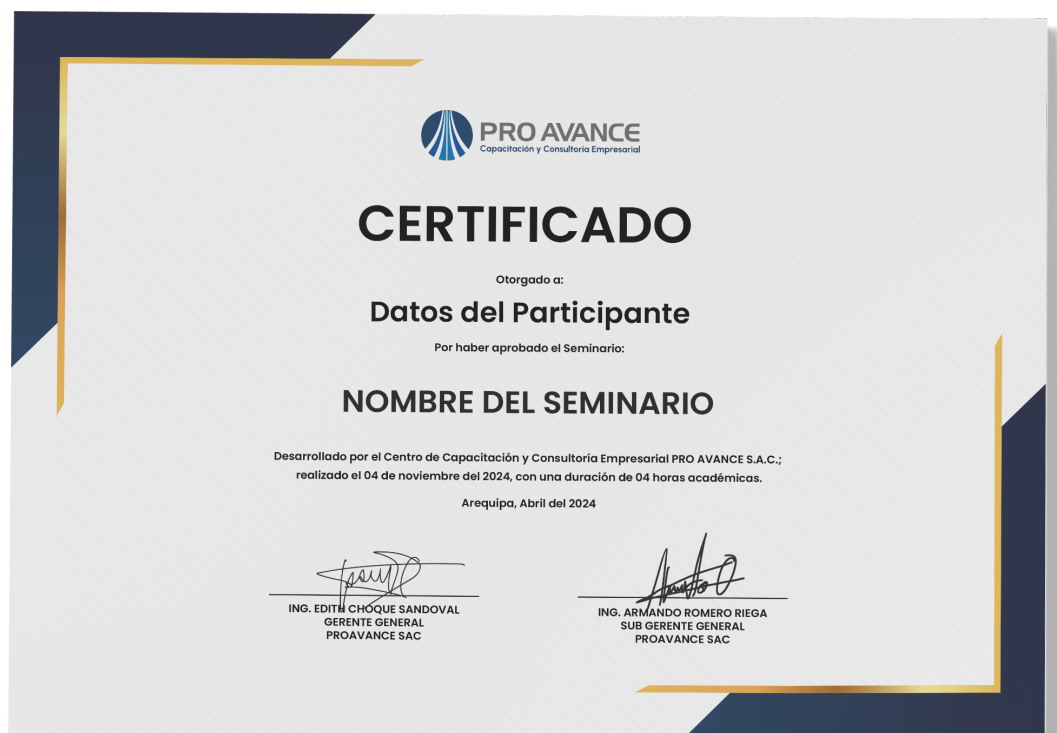 PRO AVANCE
Capacitación y Consultoría Empresarial
CERTIFICADO
Otorgado a:
Datos del Participante
Por haber aprobado el Seminario:
NOMBRE DEL SEMINARIO
Desarrollado por el Centro de Capacitación y Consultoría Empresarial PRO AVANCE S.A.C.;
realizado el 04 de noviembre del 2024, con una duración de 04 horas académicas.
Arequipa, Abril del 2024
ING. EDITH CHOQUE SANDOVAL
GERENTE GENERAL
PROAVANCE SAC
ING. ARMANDO ROMERO RIEGA
SUB GERENTE GENERAL
PROAVANCE SAC